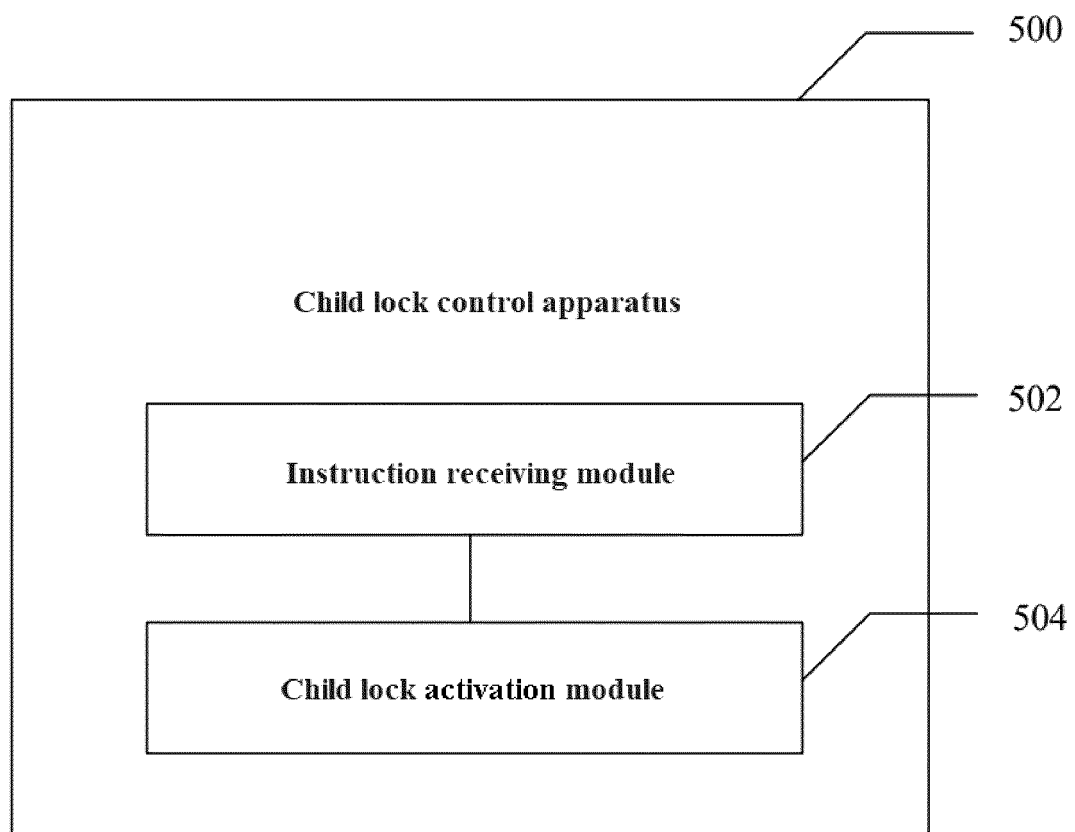 500
Child lock control apparatus
502
Instruction receiving module
504
Child lock activation module